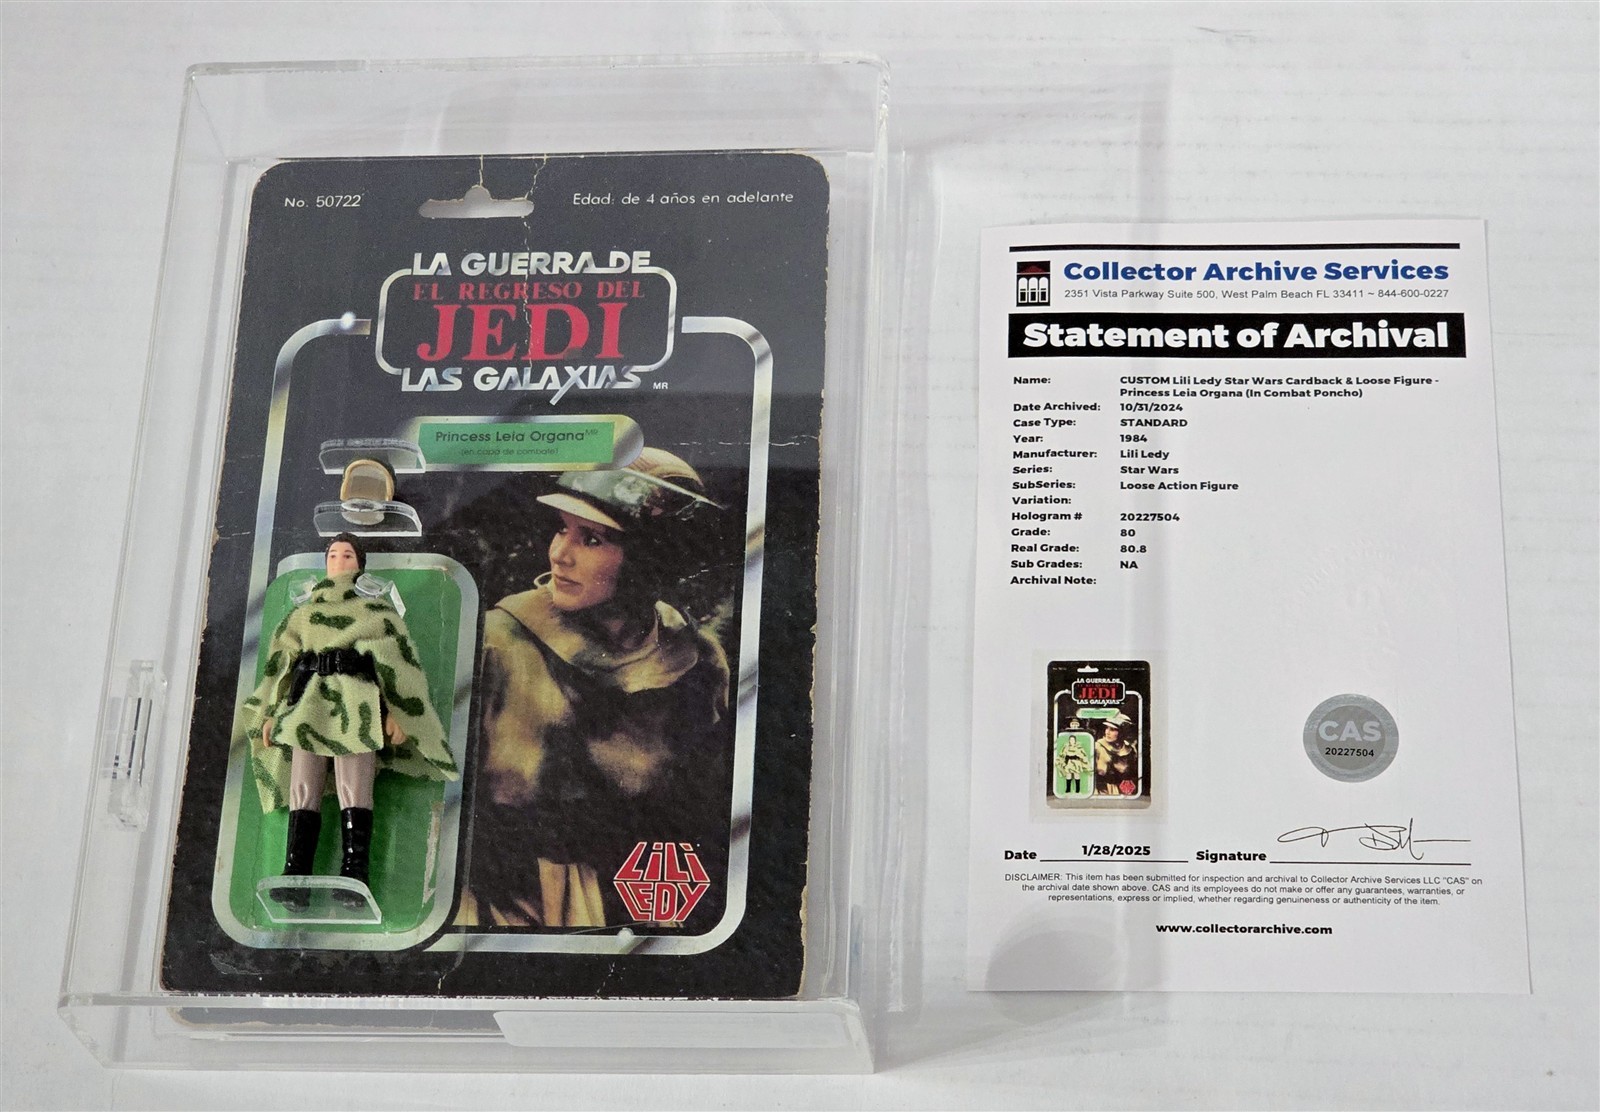 No. 50722
Edad: de 4 años en adelante
LA GUERRA DE
EL REGRESO DEL
JEDI
LAS GALAXIAS MR
Princess Leia Organa MR
(en capa de combate)
LILI
LEDY
Collector Archive Services
2351 Vista Parkway Suite 500, West Palm Beach FL 33411 ~ 844-600-0227
Statement of Archival
Name: CUSTOM Lili Ledy Star Wars Cardback & Loose Figure -
Princess Leia Organa (In Combat Poncho)
Date Archived: 10/31/2024
Case Type: STANDARD
Year: 1984
Manufacturer: Lili Ledy
Series: Star Wars
SubSeries: Loose Action Figure
Variation:
Hologram # 20227504
Grade: 80
Real Grade: 80.8
Sub Grades: NA
Archival Note:
LA GUERRA DE
JEDI
LAS GALAXIAS
CAS
20227504
Date 1/28/2025 Signature
DISCLAIMER: This item has been submitted for inspection and archival to Collector Archive Services LLC "CAS" on
the archival date shown above. CAS and its employees do not make or offer any guarantees, warranties, or
representations, express or implied, whether regarding genuineness or authenticity of the item.
www.collectorarchive.com